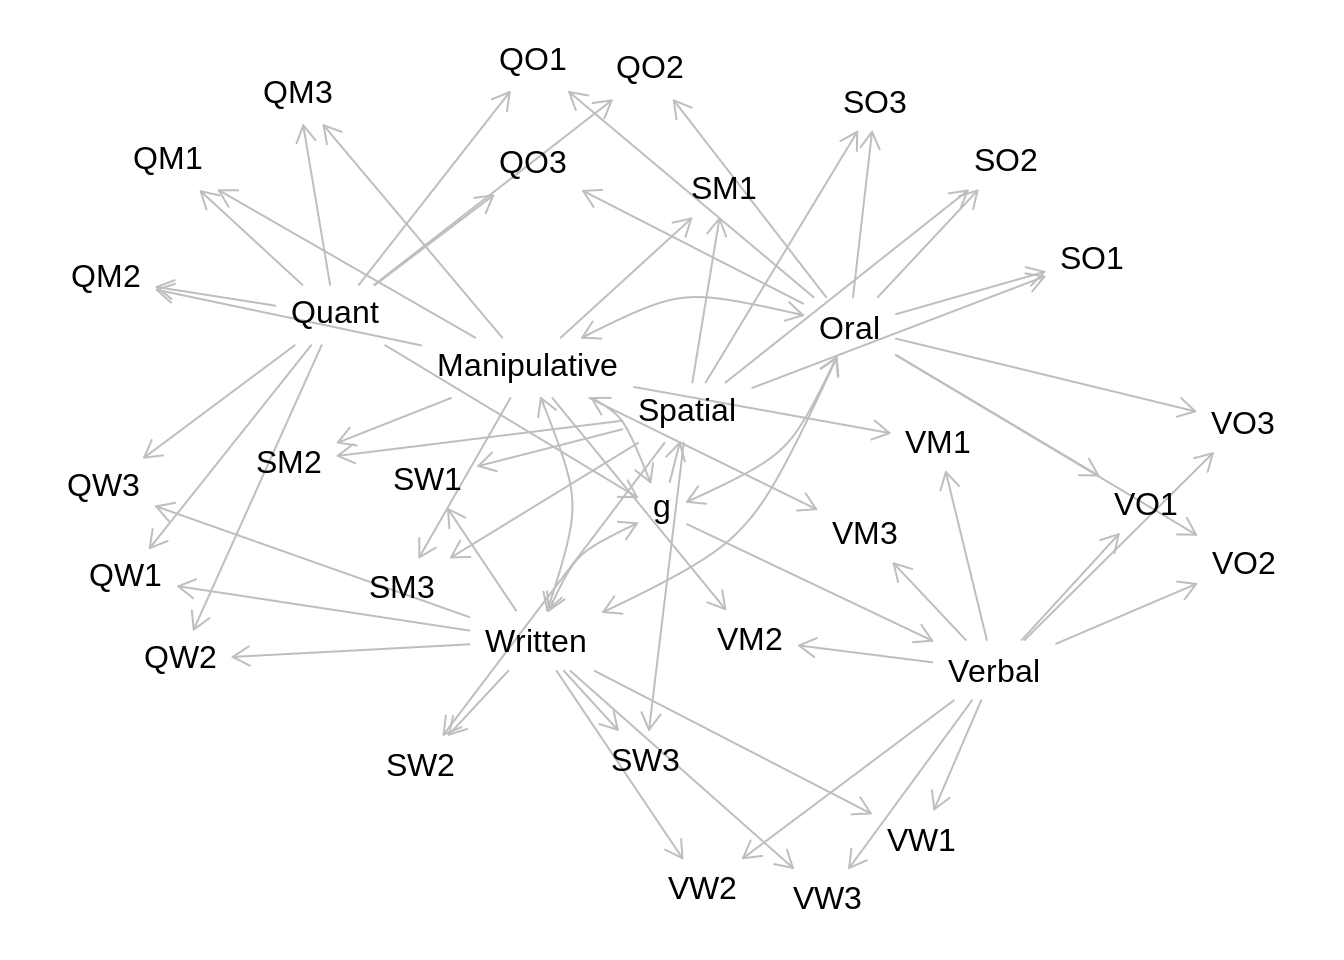 QO1
QO2
QM3
SO3
QM1
QO3
SO2
SM1
SO1
QM2
Quant
Oral
Manipulative
Spatial
VO3
VM1
SM2
SW1
QW3
g
VO1
VM3
VO2
QW1
SM3
Written
VM2
QW2
Verbal
SW3
SW2
VW1
VW2
VW3